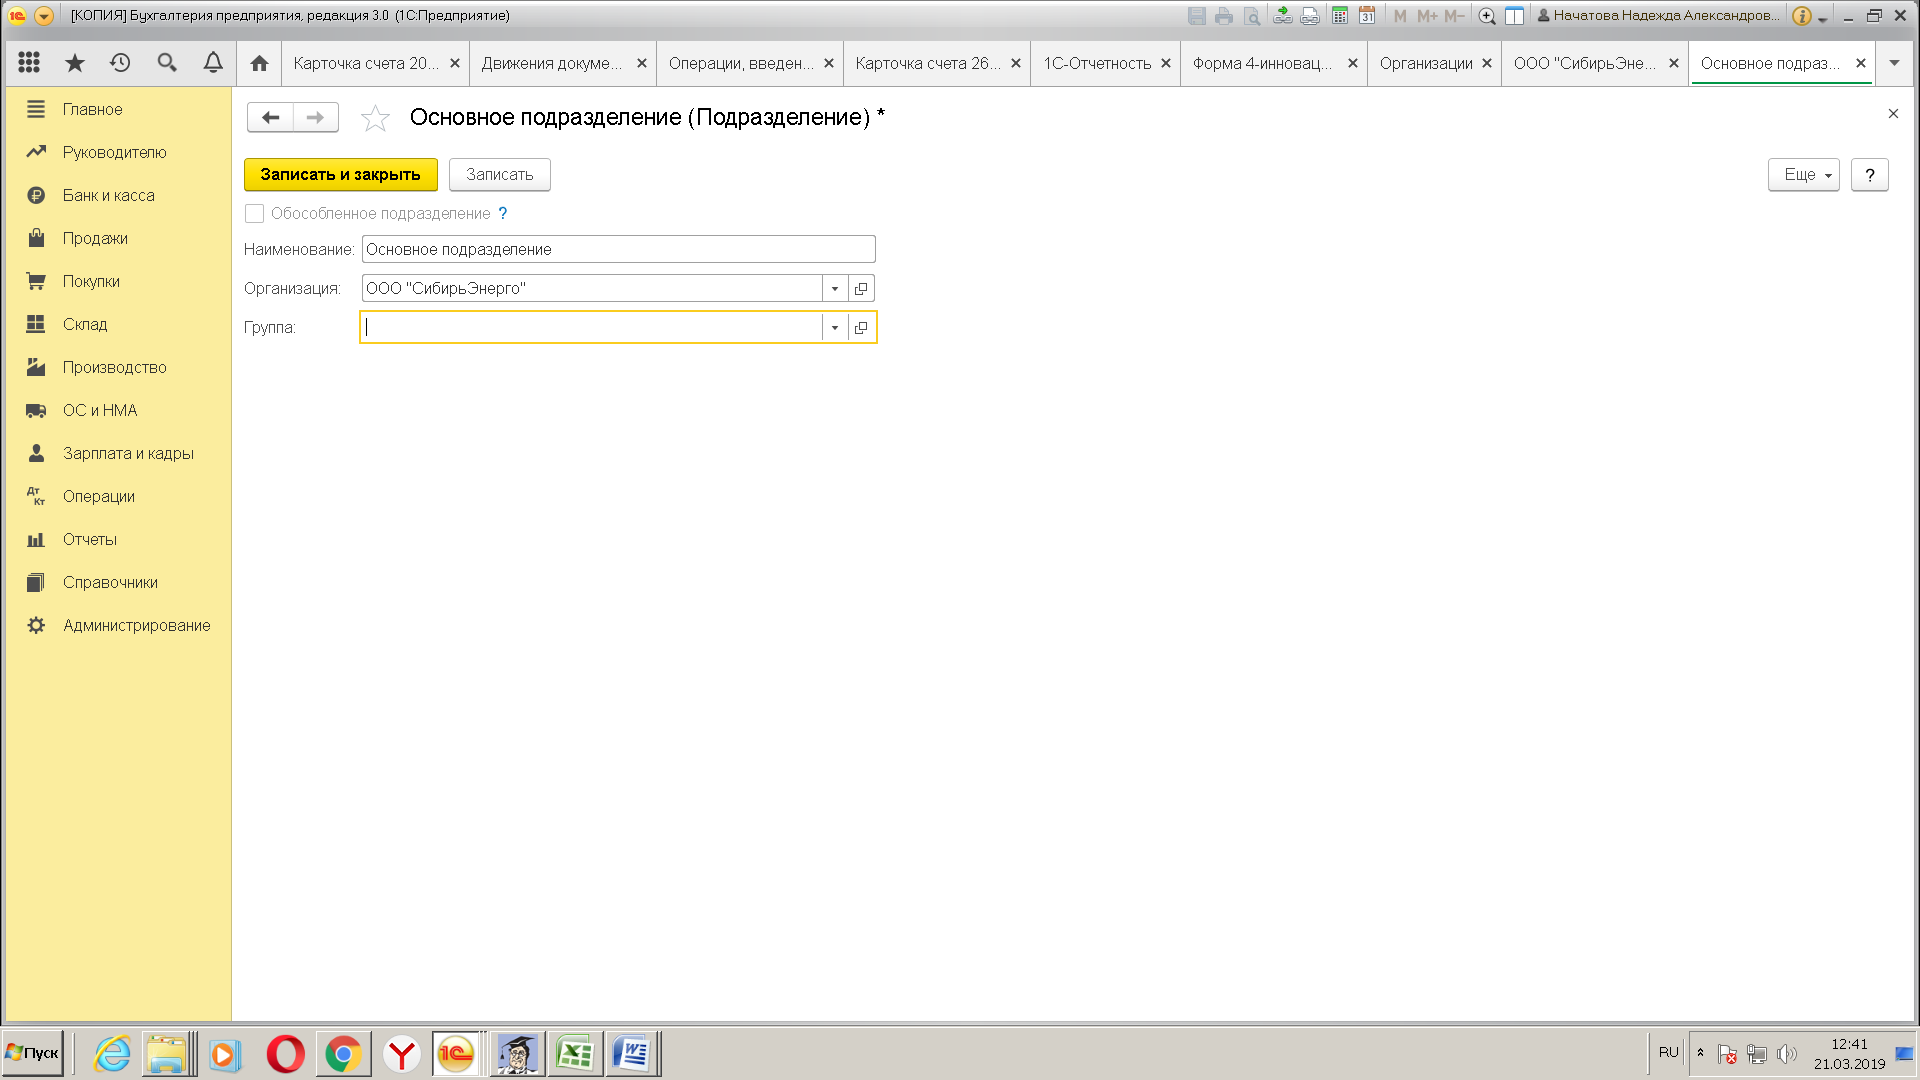 [КОПИЯ] Бухгалтерия предприятия, редакция 3.0 (1С:Предприятие)
31
M M+ M−
Начатова Надежда Александров...
Карточка счета 20...
Движения докуме...
Операции, введен...
Карточка счета 26...
1С-Отчетность
Форма 4-инновац...
Организации
ООО "СибирьЭне...
Основное подраз...
Главное
Руководителю
Банк и касса
Продажи
Покупки
Склад
Производство
ОС и НМА
Зарплата и кадры
Дт Кт Операции
Отчеты
Справочники
Администрирование
Основное подразделение (Подразделение) *
Записать и закрыть
Записать
Еще
?
Обособленное подразделение ?
Наименование: Основное подразделение
Организация: ООО "СибирьЭнерго"
Группа:
Пуск
RU
12:41
21.03.2019